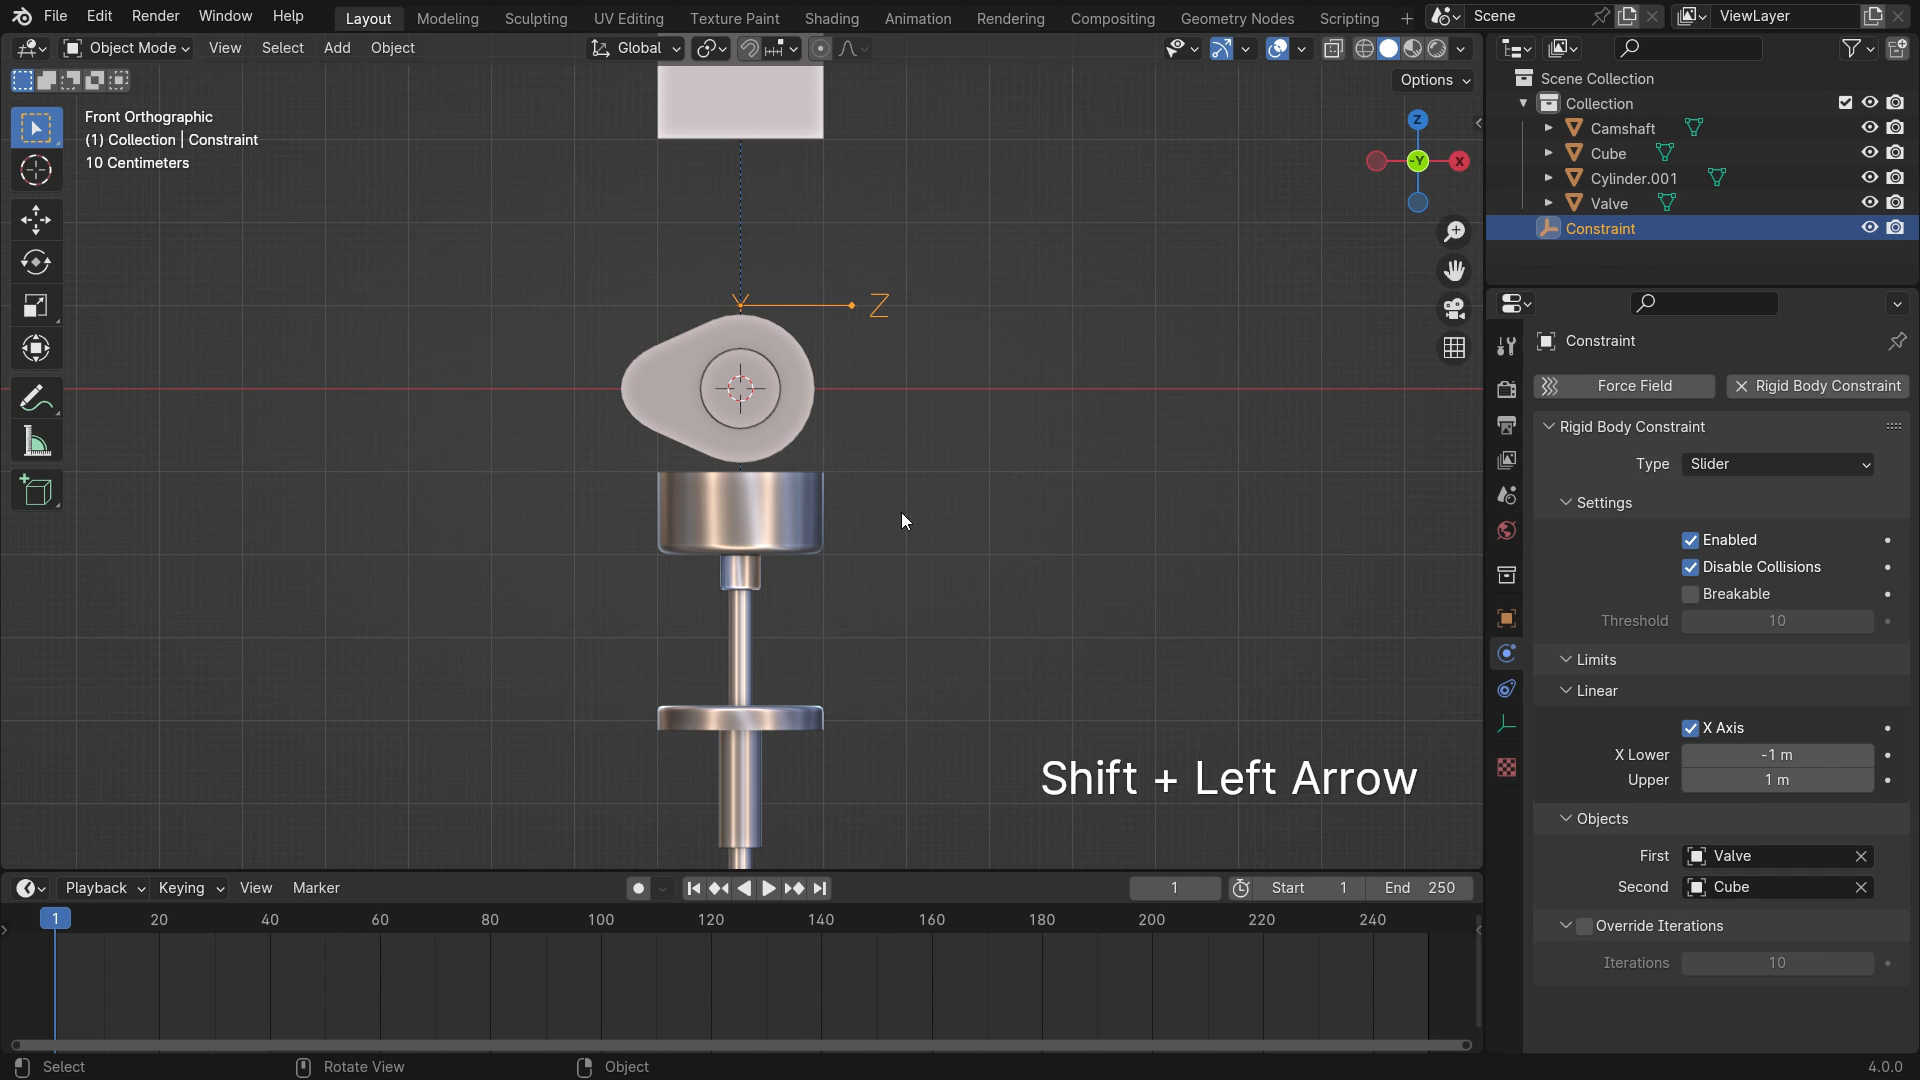 File Edit Render Window Help Layout Modeling Sculpting UV Editing Texture Paint Shading Animation Rendering Compositing Geometry Nodes Scripting Scene ViewLayer
Object Mode View Select Add Object Global
Options
Front Orthographic
(1) Collection | Constraint
10 Centimeters
Z
-Y
X
Y
Z
Shift + Left Arrow
Scene Collection
Collection
Camshaft
Cube
Cylinder.001
Valve
Constraint
Constraint
Force Field Rigid Body Constraint
Rigid Body Constraint
Type Slider
Settings
Enabled
Disable Collisions
Breakable
Threshold 10
Limits
Linear
X Axis
X Lower -1 m
Upper 1 m
Objects
First Valve
Second Cube
Override Iterations
Iterations 10
Playback Keying View Marker 1 Start 1 End 250
1 20 40 60 80 100 120 140 160 180 200 220 240
Select Rotate View Object 4.0.0